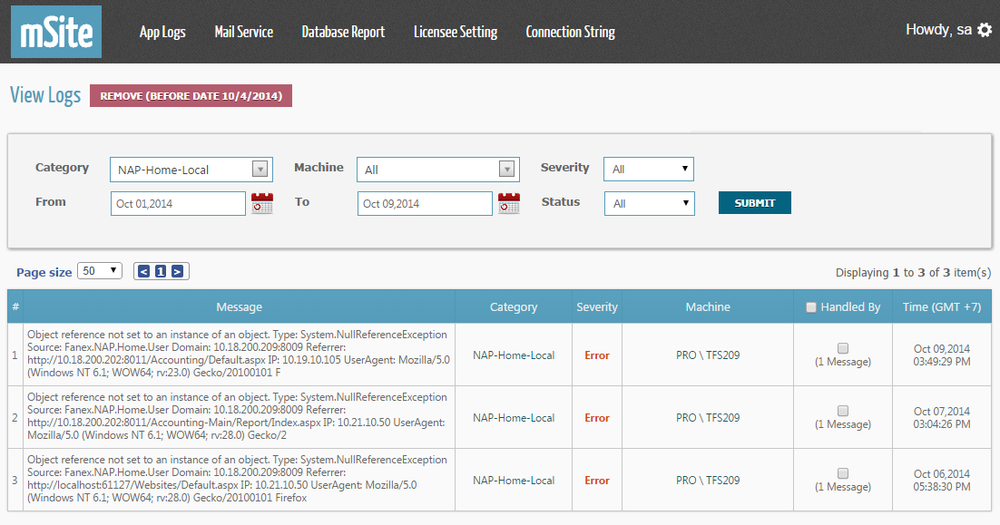 mSite
App Logs Mail Service Database Report Licensee Setting Connection String
Howdy, sa
View Logs REMOVE (BEFORE DATE 10/4/2014)
Category NAP-Home-Local Machine All Severity All
From Oct 01,2014 To Oct 09,2014 Status All SUBMIT
Page size 50 < 1 > Displaying 1 to 3 of 3 item(s)
# Message Category Severity Machine Handled By Time (GMT +7)
Object reference not set to an instance of an object. Type: System.NullReferenceException
Source: Fanex.NAP.Home.User Domain: 10.18.200.209:8009 Referrer:
1 http://10.18.200.202:8011/Accounting/Default.aspx IP: 10.19.10.105 UserAgent: Mozilla/5.0
(Windows NT 6.1; WOW64; rv:23.0) Gecko/20100101 F
NAP-Home-Local Error PRO \ TFS209
(1 Message)
Oct 09,2014
03:49:29 PM
Object reference not set to an instance of an object. Type: System.NullReferenceException
Source: Fanex.NAP.Home.User Domain: 10.18.200.209:8009 Referrer:
2 http://10.18.200.202:8011/Accounting-Main/Report/Index.aspx IP: 10.21.10.50 UserAgent:
Mozilla/5.0 (Windows NT 6.1; WOW64; rv:28.0) Gecko/2
NAP-Home-Local Error PRO \ TFS209
(1 Message)
Oct 07,2014
03:04:26 PM
Object reference not set to an instance of an object. Type: System.NullReferenceException
Source: Fanex.NAP.Home.User Domain: 10.18.200.209:8009 Referrer:
3 http://localhost:61127/Websites/Default.aspx IP: 10.21.10.50 UserAgent: Mozilla/5.0
(Windows NT 6.1; WOW64; rv:28.0) Gecko/20100101 Firefox
NAP-Home-Local Error PRO \ TFS209
(1 Message)
Oct 06,2014
05:38:30 PM